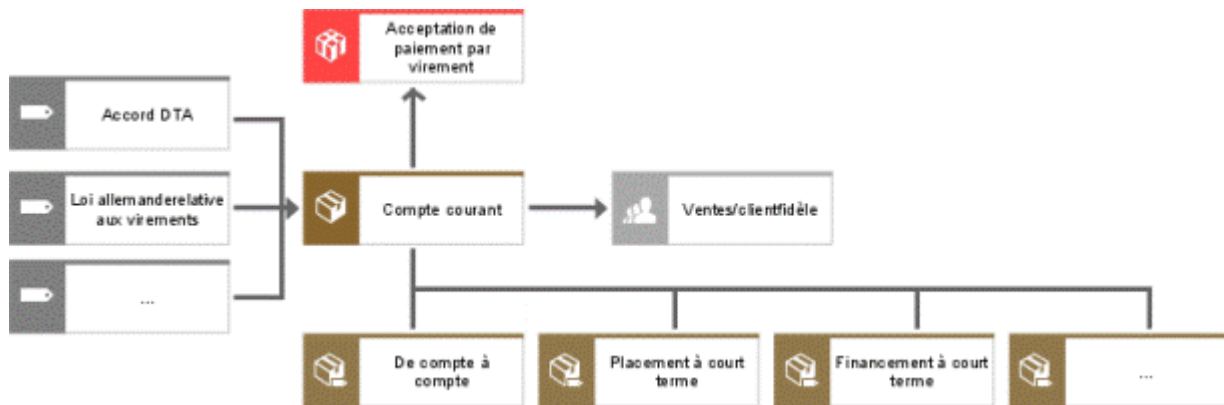 Acceptation de
paiement par
virement
Accord DTA
Loi allemanderelative
aux virements
Compte courant
Ventes/clientfidèle
...
De compte à
compte
Placement à court
terme
Financement à court
terme
...